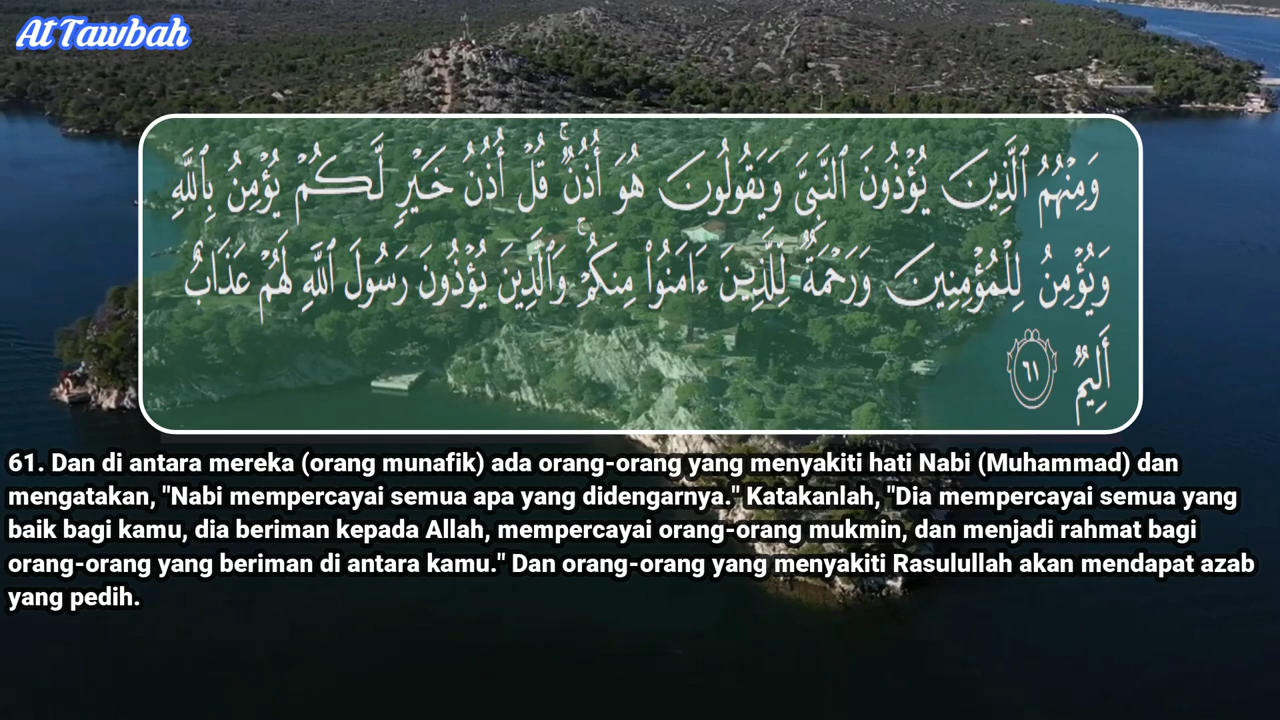 At Tawbah
وَمِنْهُمُ ٱلَّذِينَ يُؤْذُونَ ٱلنَّبِىَّ وَيَقُولُونَ هُوَ أُذُنٌ ۚ قُلْ أُذُنُ خَيْرٍ لَّكُمْ يُؤْمِنُ بِٱللَّهِ
وَيُؤْمِنُ لِلْمُؤْمِنِينَ وَرَحْمَةٌ لِّلَّذِينَ ءَامَنُوا۟ مِنكُمْ ۚ وَٱلَّذِينَ يُؤْذُونَ رَسُولَ ٱللَّهِ لَهُمْ عَذَابٌ
أَلِيمٌ ٦١
61. Dan di antara mereka (orang munafik) ada orang-orang yang menyakiti hati Nabi (Muhammad) dan
mengatakan, "Nabi mempercayai semua apa yang didengarnya." Katakanlah, "Dia mempercayai semua yang
baik bagi kamu, dia beriman kepada Allah, mempercayai orang-orang mukmin, dan menjadi rahmat bagi
orang-orang yang beriman di antara kamu." Dan orang-orang yang menyakiti Rasulullah akan mendapat azab
yang pedih.